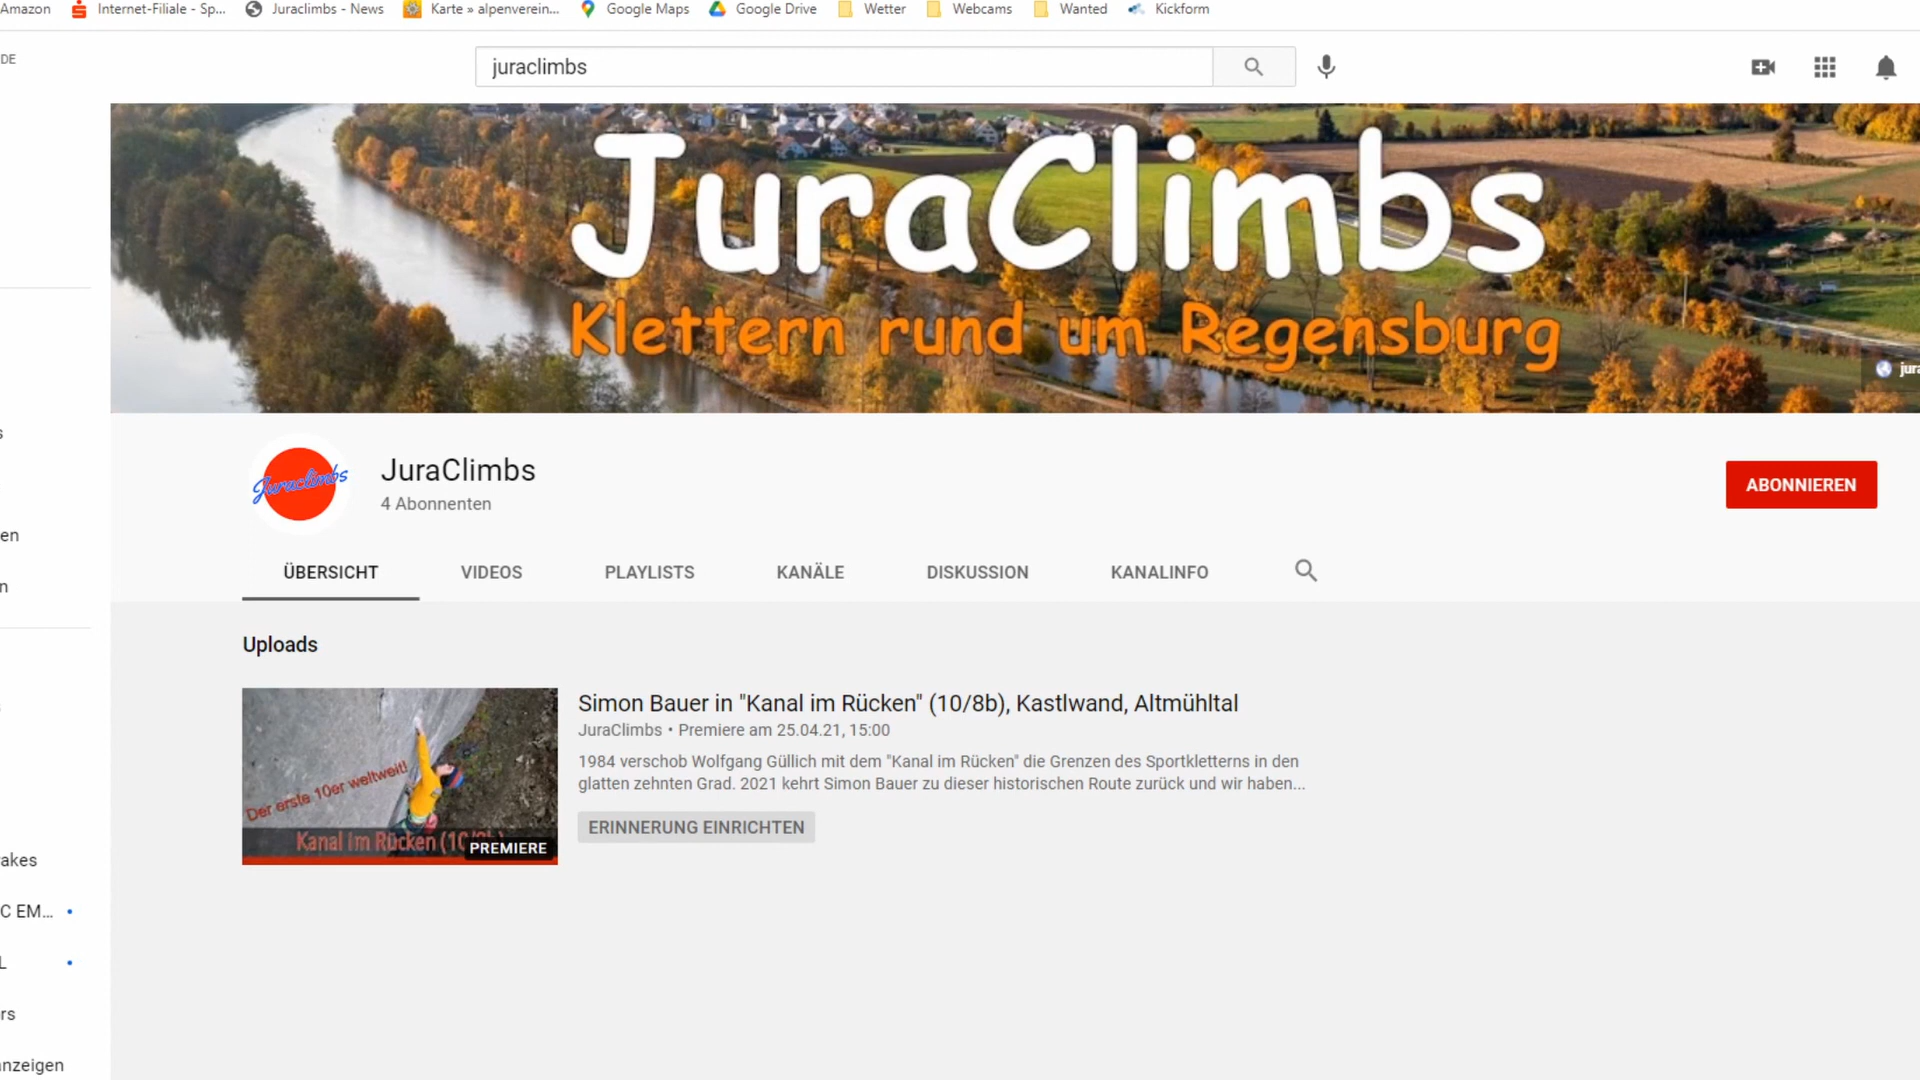 Amazon
Internet-Filiale - Sp...
Juraclimbs - News
Karte » alpenverein...
Google Maps
Google Drive
Wetter
Webcams
Wanted
Kickform
DE
juraclimbs
JuraClimbs
Klettern rund um Regensburg
jura
Juraclimbs
JuraClimbs
4 Abonnenten
ABONNIEREN
ÜBERSICHT
VIDEOS
PLAYLISTS
KANÄLE
DISKUSSION
KANALINFO
Uploads
Der erste 10er weltweit!
Kanal im Rücken (10/8b)
PREMIERE
Simon Bauer in "Kanal im Rücken" (10/8b), Kastlwand, Altmühltal
JuraClimbs • Premiere am 25.04.21, 15:00
1984 verschob Wolfgang Güllich mit dem "Kanal im Rücken" die Grenzen des Sportkletterns in den
glatten zehnten Grad. 2021 kehrt Simon Bauer zu dieser historischen Route zurück und wir haben...
ERINNERUNG EINRICHTEN
en
n
akes
C EM...
L
rs
nzeigen